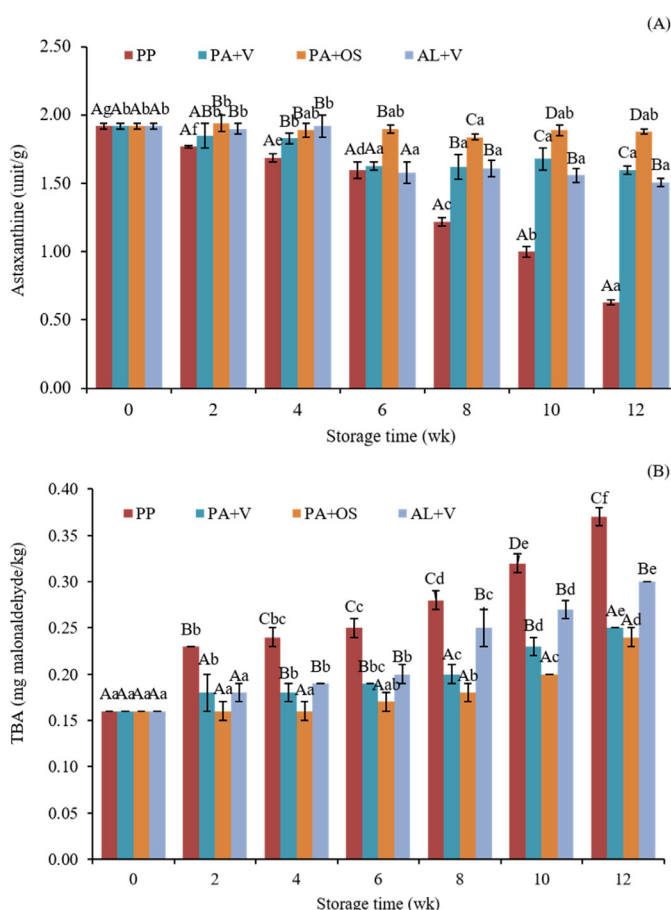 (A)
2.50
PP PA+V PA+OS AL+V
2.00
1.50
1.00
0.50
0.00
Astaxanthine (unit/g)
Ag Ab Ab Ab
Af ABb Bb Bb
Ae Bb Bab Bb
Ad Aa Bab Aa
Ac Ba Ca Ba
Ab Ca Dab Ba
Aa Ca Dab Ba
0 2 4 6 8 10 12
Storage time (wk)
(B)
0.40
PP PA+V PA+OS AL+V
0.35
0.30
0.25
0.20
0.15
0.10
0.05
0.00
TBA (mg malonaldehyde/kg)
Aa Aa Aa Aa
Bb Ab Aa Aa
Cbc Bb Aa Bb
Cc Bbc Aab Bb
Cd Ac Ab Bc
De Bd Ac Bd
Cf Ae Ad Be
0 2 4 6 8 10 12
Storage time (wk)